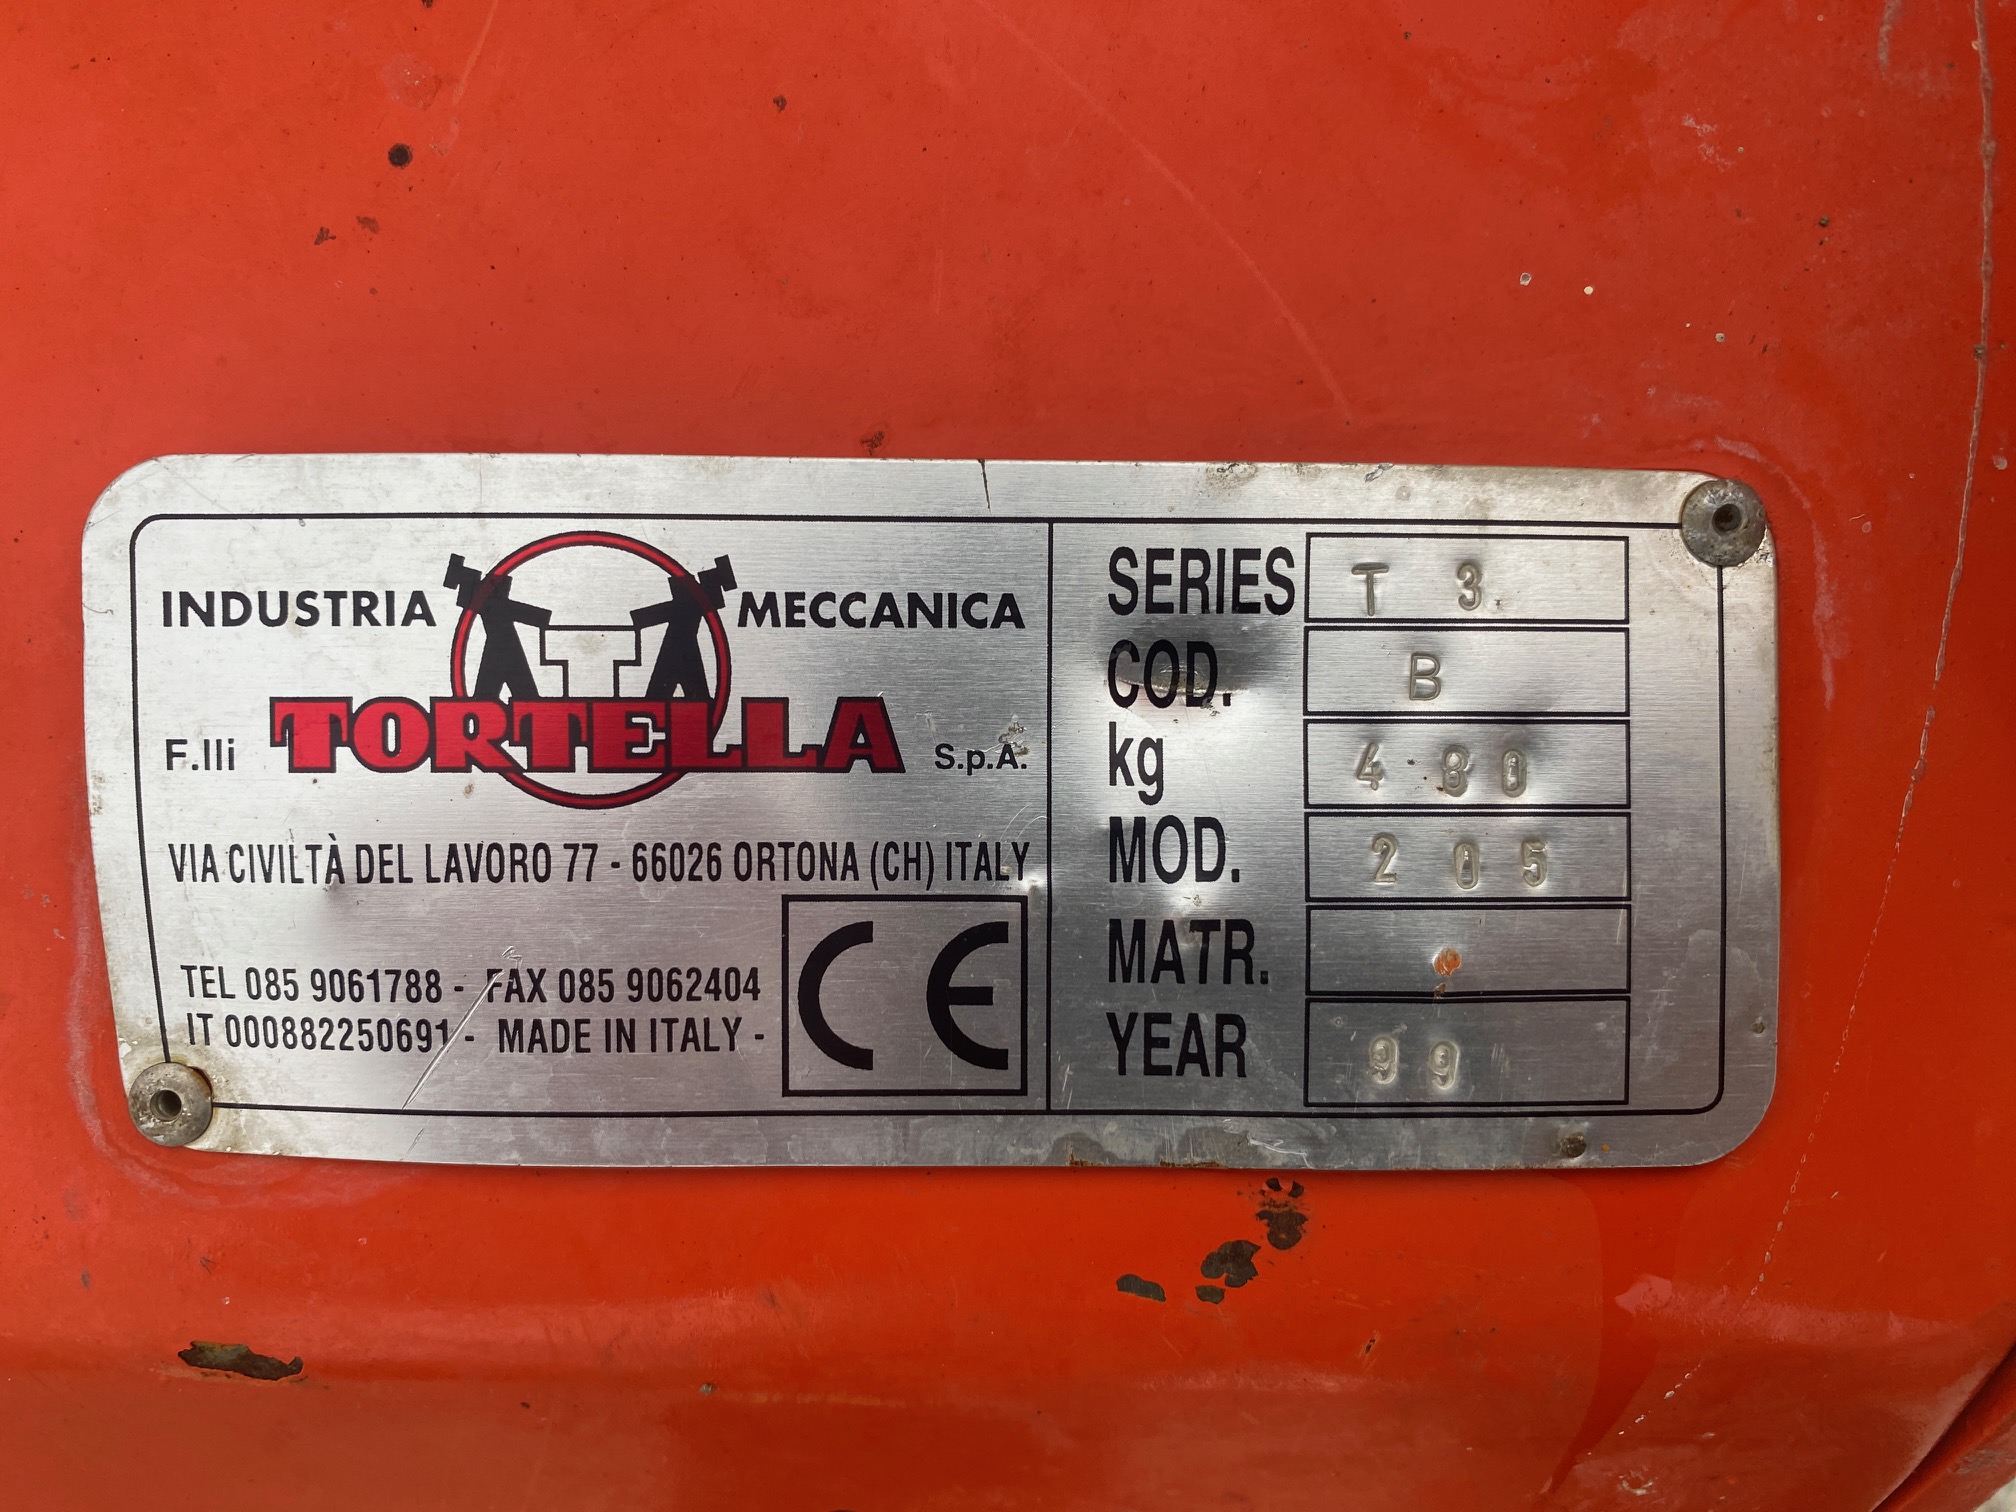 INDUSTRIA T MECCANICA
F.lli TORTELLA S.p.A.
VIA CIVILTÀ DEL LAVORO 77 - 66026 ORTONA (CH) ITALY
TEL 085 9061788 - FAX 085 9062404
IT 000882250691 - MADE IN ITALY -
CE
SERIES T 3
COD. B
kg 480
MOD. 205
MATR.
YEAR 99